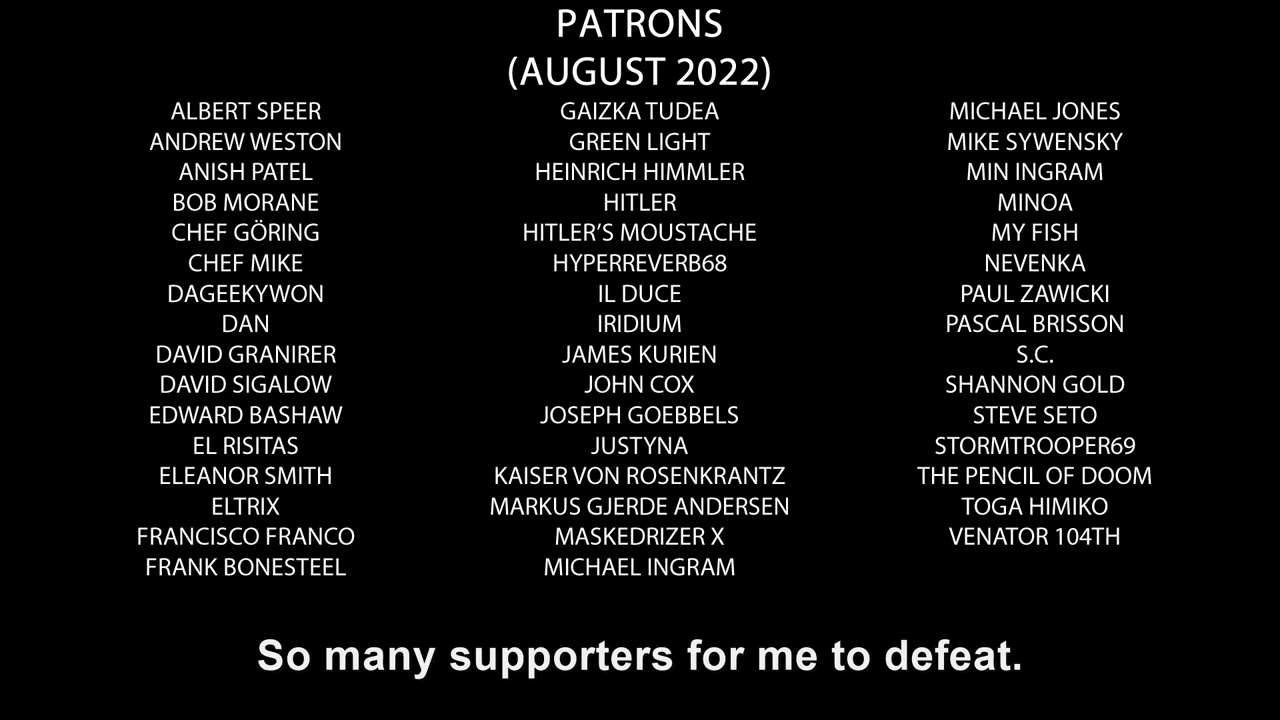 PATRONS
(AUGUST 2022)
ALBERT SPEER
ANDREW WESTON
ANISH PATEL
BOB MORANE
CHEF GÖRING
CHEF MIKE
DAGEEKYWON
DAN
DAVID GRANIRER
DAVID SIGALOW
EDWARD BASHAW
EL RISITAS
ELEANOR SMITH
ELTRIX
FRANCISCO FRANCO
FRANK BONESTEEL
GAIZKA TUDEA
GREEN LIGHT
HEINRICH HIMMLER
HITLER
HITLER’S MOUSTACHE
HYPERREVERB68
IL DUCE
IRIDIUM
JAMES KURIEN
JOHN COX
JOSEPH GOEBBELS
JUSTYNA
KAISER VON ROSENKRANTZ
MARKUS GJERDE ANDERSEN
MASKEDRIZER X
MICHAEL INGRAM
MICHAEL JONES
MIKE SYWENSKY
MIN INGRAM
MINOA
MY FISH
NEVENKA
PAUL ZAWICKI
PASCAL BRISSON
S.C.
SHANNON GOLD
STEVE SETO
STORMTROOPER69
THE PENCIL OF DOOM
TOGA HIMIKO
VENATOR 104TH
So many supporters for me to defeat.